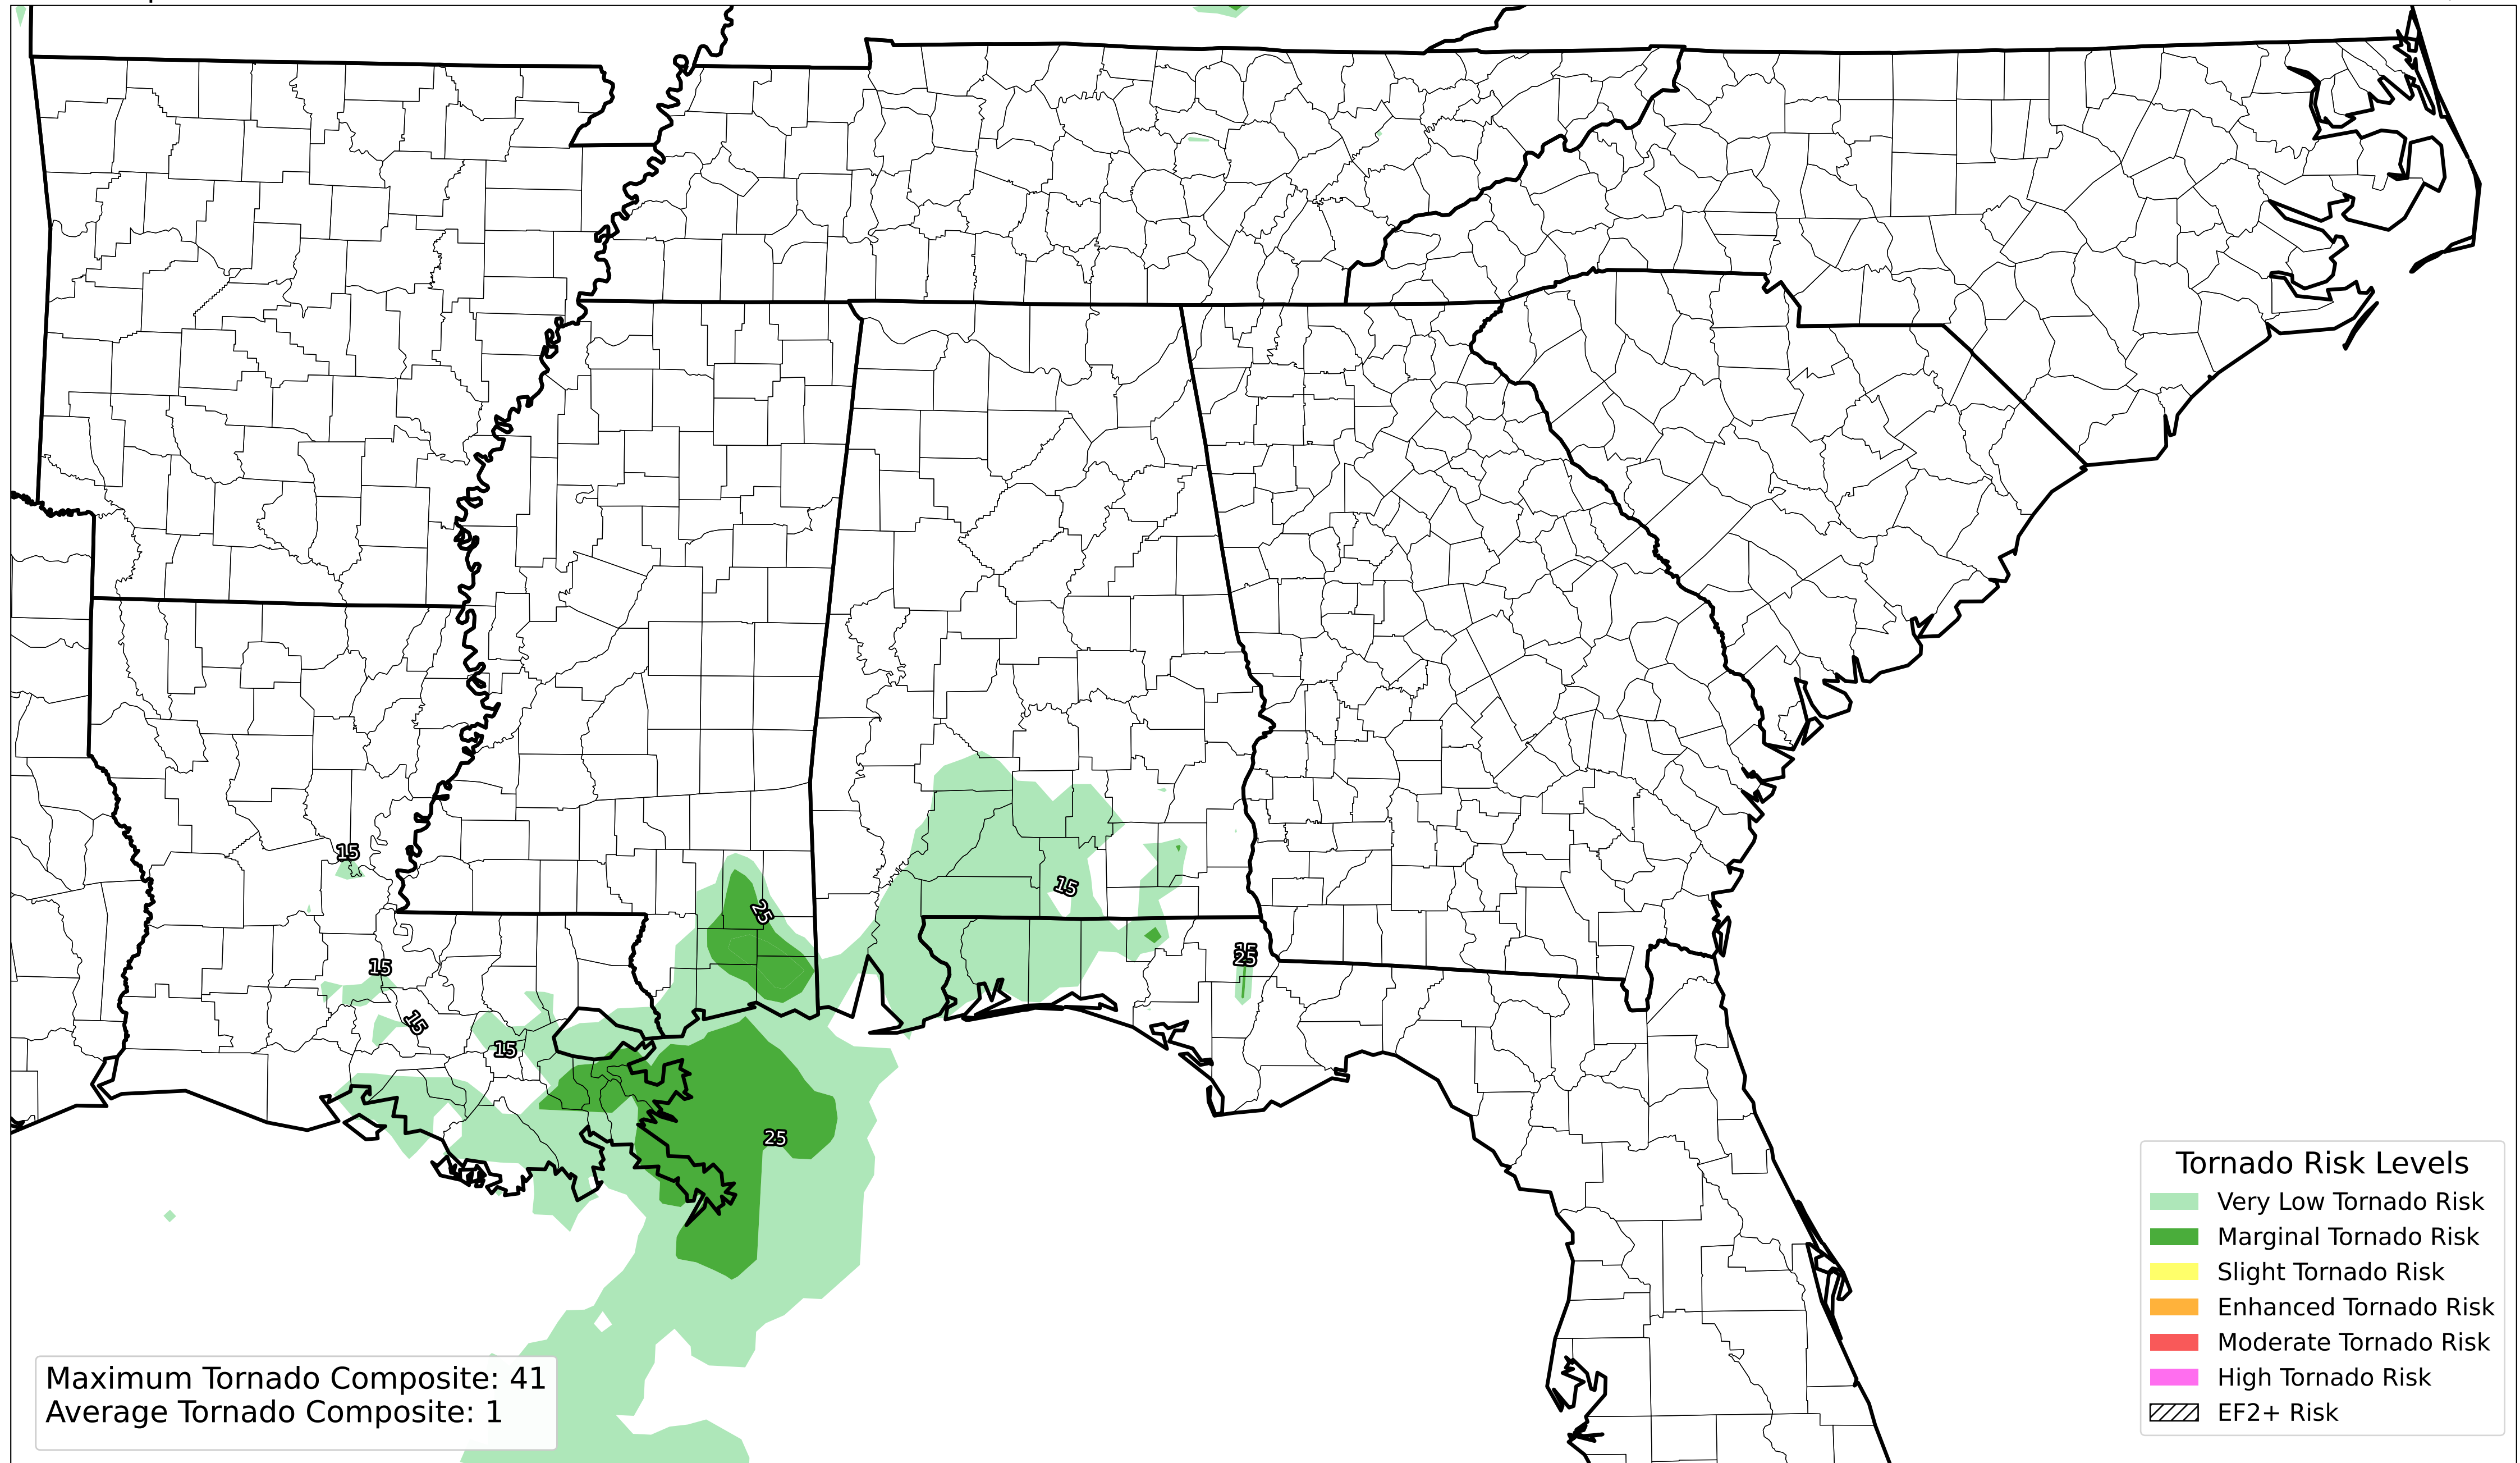 15
25
15
15
15
25
15
15
25
Tornado Risk Levels
Very Low Tornado Risk
Marginal Tornado Risk
Slight Tornado Risk
Enhanced Tornado Risk
Moderate Tornado Risk
High Tornado Risk
EF2+ Risk
Maximum Tornado Composite: 41
Average Tornado Composite: 1